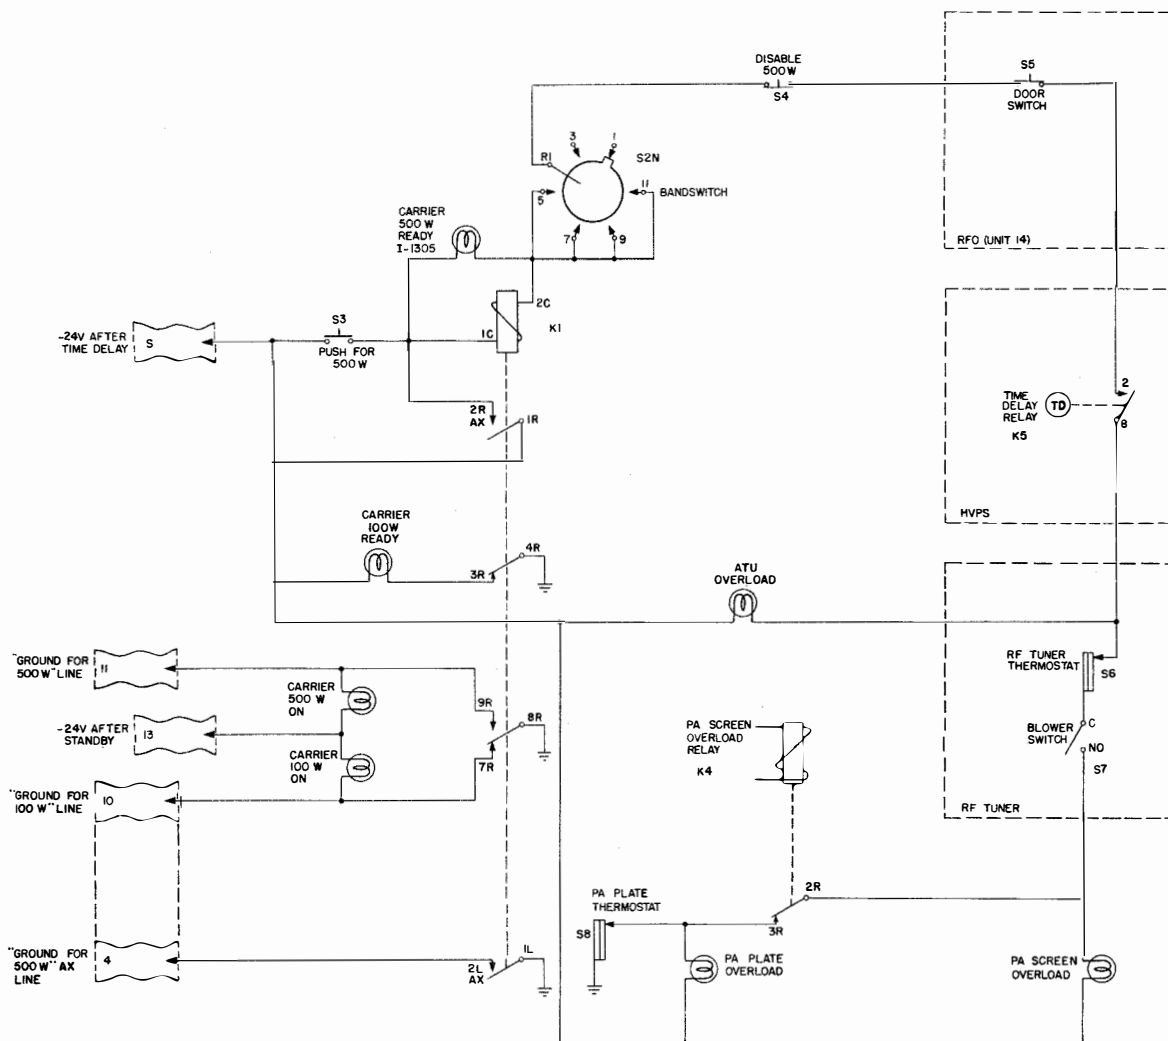 DISABLE
500 W
S4
S5
DOOR
SWITCH
3
1
S2N
R1
5
11
BANDSWITCH
7
9
CARRIER
500 W
READY
I-1305
RFO (UNIT 14)
2C
1C
K1
-24V AFTER
TIME DELAY
S
S3
PUSH FOR
500 W
2R
AX
1R
TIME
DELAY
RELAY
K5
TD
2
8
HVPS
CARRIER
100W
READY
4R
3R
ATU
OVERLOAD
"GROUND FOR
500 W" LINE
11
CARRIER
500 W
ON
9R
8R
7R
-24V AFTER
STANDBY
13
CARRIER
100 W
ON
"GROUND FOR
100 W" LINE
10
RF TUNER
THERMOSTAT
S6
C
BLOWER
SWITCH
NO
S7
RF TUNER
PA SCREEN
OVERLOAD
RELAY
K4
PA PLATE
THERMOSTAT
2R
3R
S8
"GROUND FOR
500 W" AX
LINE
4
1L
2L
AX
PA PLATE
OVERLOAD
PA SCREEN
OVERLOAD